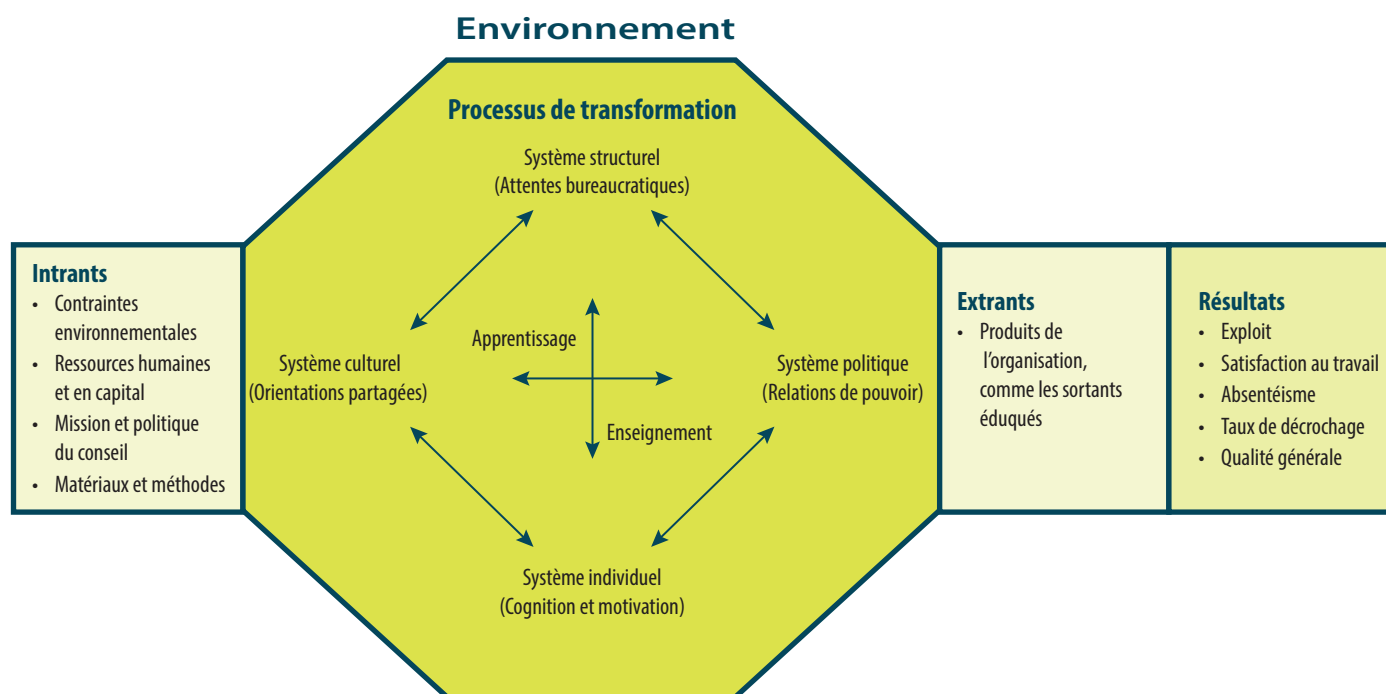 Environnement
Processus de transformation
Système structurel
(Attentes bureaucratiques)
Intrants
• Contraintes
environnementales
• Ressources humaines
et en capital
• Mission et politique
du conseil
• Matériaux et méthodes
Système culturel
(Orientations partagées)
Apprentissage
Enseignement
Système politique
(Relations de pouvoir)
Système individuel
(Cognition et motivation)
Extrants
• Produits de
l’organisation,
comme les sortants
éduqués
Résultats
• Exploit
• Satisfaction au travail
• Absentéisme
• Taux de décrochage
• Qualité générale